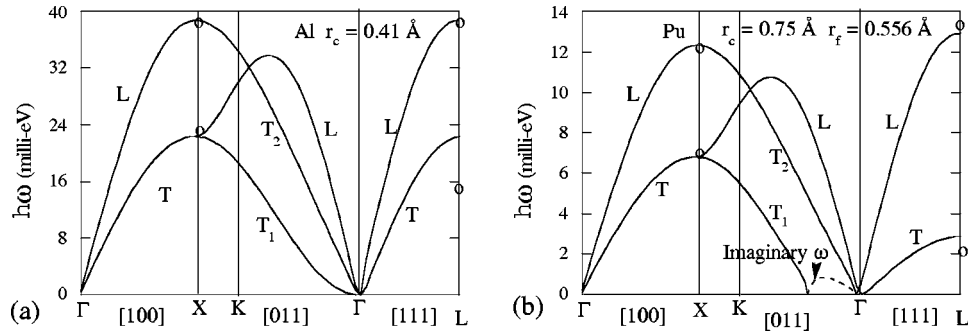 40
32
24
16
8
0
ħω (milli-eV)
Al r_c = 0.41 Å
L
T
T_2
L
T_1
L
T
Γ X K Γ L
[100] [011] [111]
(a)
14
12
10
8
6
4
2
0
ħω (milli-eV)
Pu r_c = 0.75 Å r_f = 0.556 Å
L
T
L
T_2
T_1
L
T
Imaginary ω
Γ X K Γ L
[100] [011] [111]
(b)